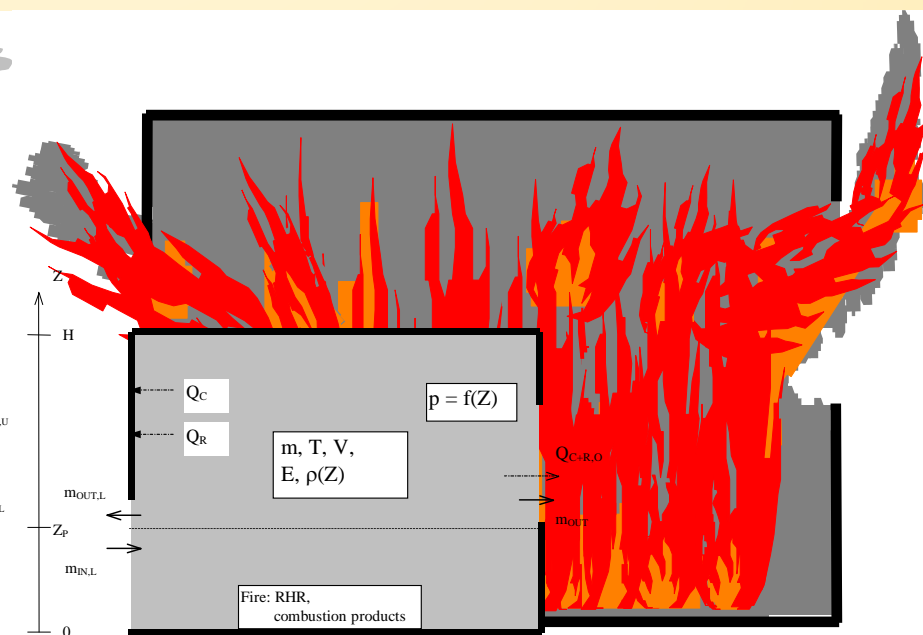 Z
H
Q_C
p = f(Z)
,U
Q_R
m, T, V,
E, ρ(Z)
Q_C+R,O
m_OUT,L
L
Z_P
m_OUT
m_IN,L
Fire: RHR,
combustion products
0